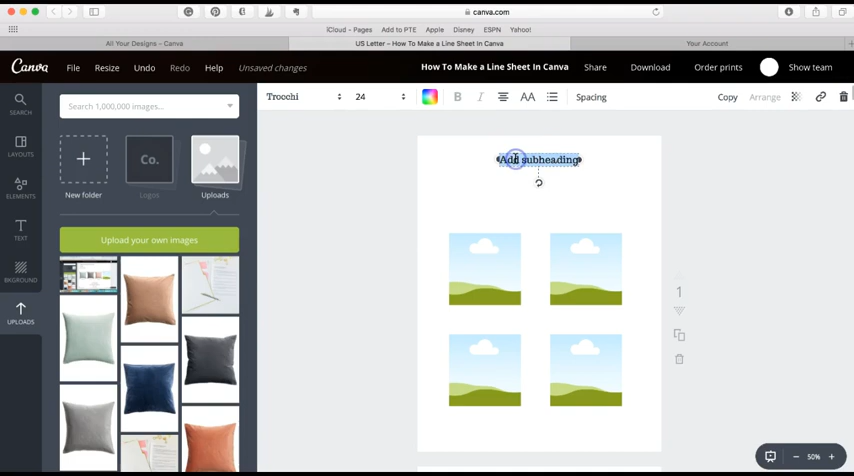 canva.com
iCloud – Pages Add to PTE Apple Disney ESPN Yahoo!
All Your Designs – Canva US Letter – How To Make a Line Sheet In Canva Your Account
Canva File Resize Undo Redo Help Unsaved changes How To Make a Line Sheet In Canva Share Download Order prints Show team
Search 1,000,000 images... Trocchi 24 B I AA Spacing Copy Arrange
SEARCH
LAYOUTS
Co.
New folder Logos Uploads
ELEMENTS
TEXT
Upload your own images
BKGROUND
UPLOADS
Add subheading
1
50%